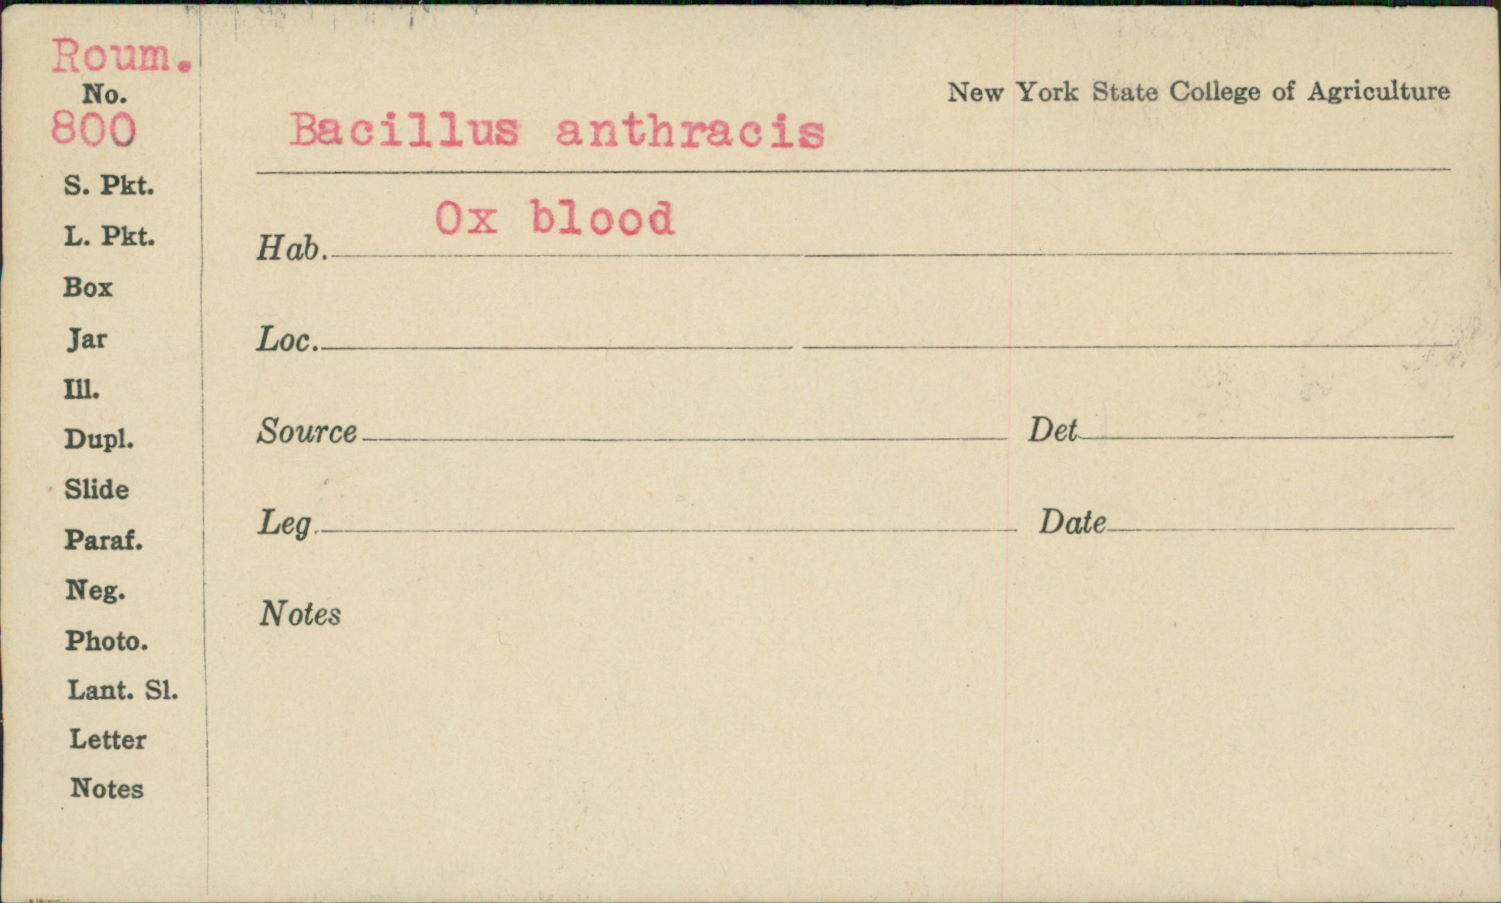 Roum.
No.
800
S. Pkt.
L. Pkt.
Box
Jar
Ill.
Dupl.
Slide
Paraf.
Neg.
Photo.
Lant. Sl.
Letter
Notes
New York State College of Agriculture
Bacillus anthracis
Hab. Ox blood
Loc.
Source Det
Leg. Date
Notes